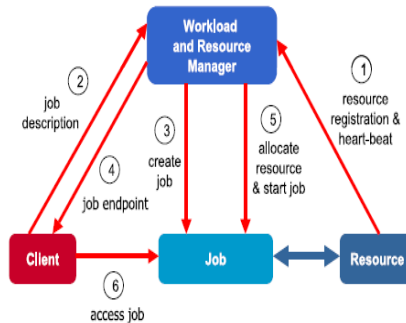 Workload
and Resource
Manager
1
resource
registration &
heart-beat
2
job
description
3
create
job
4
job endpoint
5
allocate
resource
& start job
Client
Job
Resource
6
access job